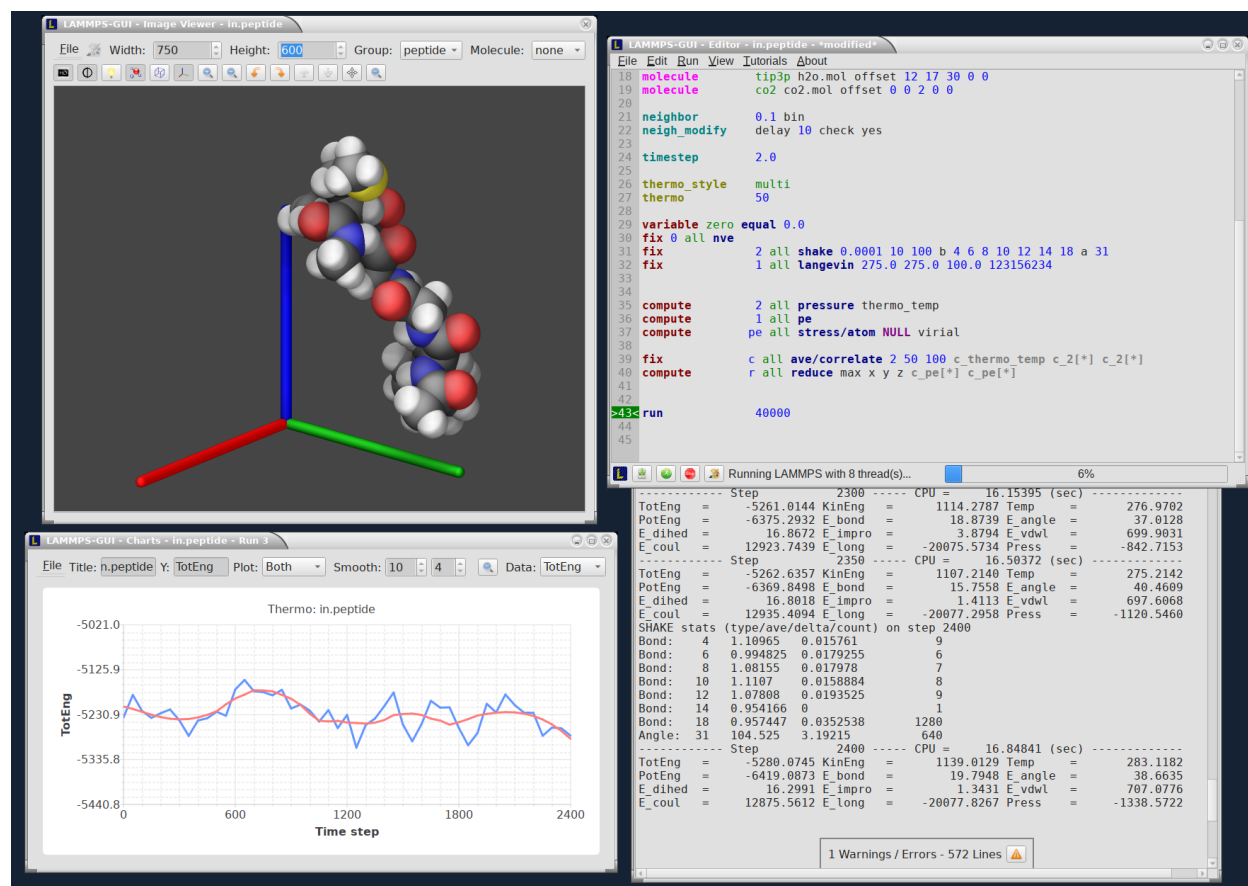 LAMMPS-GUI - Image Viewer - in.peptide
File Width: 750 Height: 600 Group: peptide Molecule: none
LAMMPS-GUI - Editor - in.peptide - *modified*
File Edit Run View Tutorials About
18 molecule tip3p h2o.mol offset 12 17 30 0 0
19 molecule co2 co2.mol offset 0 0 2 0 0
20
21 neighbor 0.1 bin
22 neigh_modify delay 10 check yes
23
24 timestep 2.0
25
26 thermo_style multi
27 thermo 50
28
29 variable zero equal 0.0
30 fix 0 all nve
31 fix 2 all shake 0.0001 10 100 b 4 6 8 10 12 14 18 a 31
32 fix 1 all langevin 275.0 275.0 100.0 123156234
33
34
35 compute 2 all pressure thermo_temp
36 compute 1 all pe
37 compute pe all stress/atom NULL virial
38
39 fix c all ave/correlate 2 50 100 c_thermo_temp c_2[*] c_2[*]
40 compute r all reduce max x y z c_pe[*] c_pe[*]
41
42
>43< run 40000
44
45
Running LAMMPS with 8 thread(s)... 6%
------------ Step 2300 ----- CPU = 16.15395 (sec) -------------
TotEng = -5261.0144 KinEng = 1114.2787 Temp = 276.9702
PotEng = -6375.2932 E_bond = 18.8739 E_angle = 37.0128
E_dihed = 16.8672 E_impro = 3.8794 E_vdwl = 699.9031
E_coul = 12923.7439 E_long = -20075.5734 Press = -842.7153
------------ Step 2350 ----- CPU = 16.50372 (sec) -------------
TotEng = -5262.6357 KinEng = 1107.2140 Temp = 275.2142
PotEng = -6369.8498 E_bond = 15.7558 E_angle = 40.4609
E_dihed = 16.8018 E_impro = 1.4113 E_vdwl = 697.6068
E_coul = 12935.4094 E_long = -20077.2958 Press = -1120.5460
SHAKE stats (type/ave/delta/count) on step 2400
Bond: 4 1.10965 0.015761 9
Bond: 6 0.994825 0.0179255 6
Bond: 8 1.08155 0.017978 7
Bond: 10 1.1107 0.0158884 8
Bond: 12 1.07808 0.0193525 9
Bond: 14 0.954166 0 1
Bond: 18 0.957447 0.0352538 1280
Angle: 31 104.525 3.19215 640
------------ Step 2400 ----- CPU = 16.84841 (sec) -------------
TotEng = -5280.0745 KinEng = 1139.0129 Temp = 283.1182
PotEng = -6419.0873 E_bond = 19.7948 E_angle = 38.6635
E_dihed = 16.2991 E_impro = 1.3431 E_vdwl = 707.0776
E_coul = 12875.5612 E_long = -20077.8267 Press = -1338.5722
1 Warnings / Errors - 572 Lines
LAMMPS-GUI - Charts - in.peptide - Run 3
File Title: n.peptide Y: TotEng Plot: Both Smooth: 10 4 Data: TotEng
Thermo: in.peptide
TotEng
-5021.0
-5125.9
-5230.9
-5335.8
-5440.8
0 600 1200 1800 2400
Time step